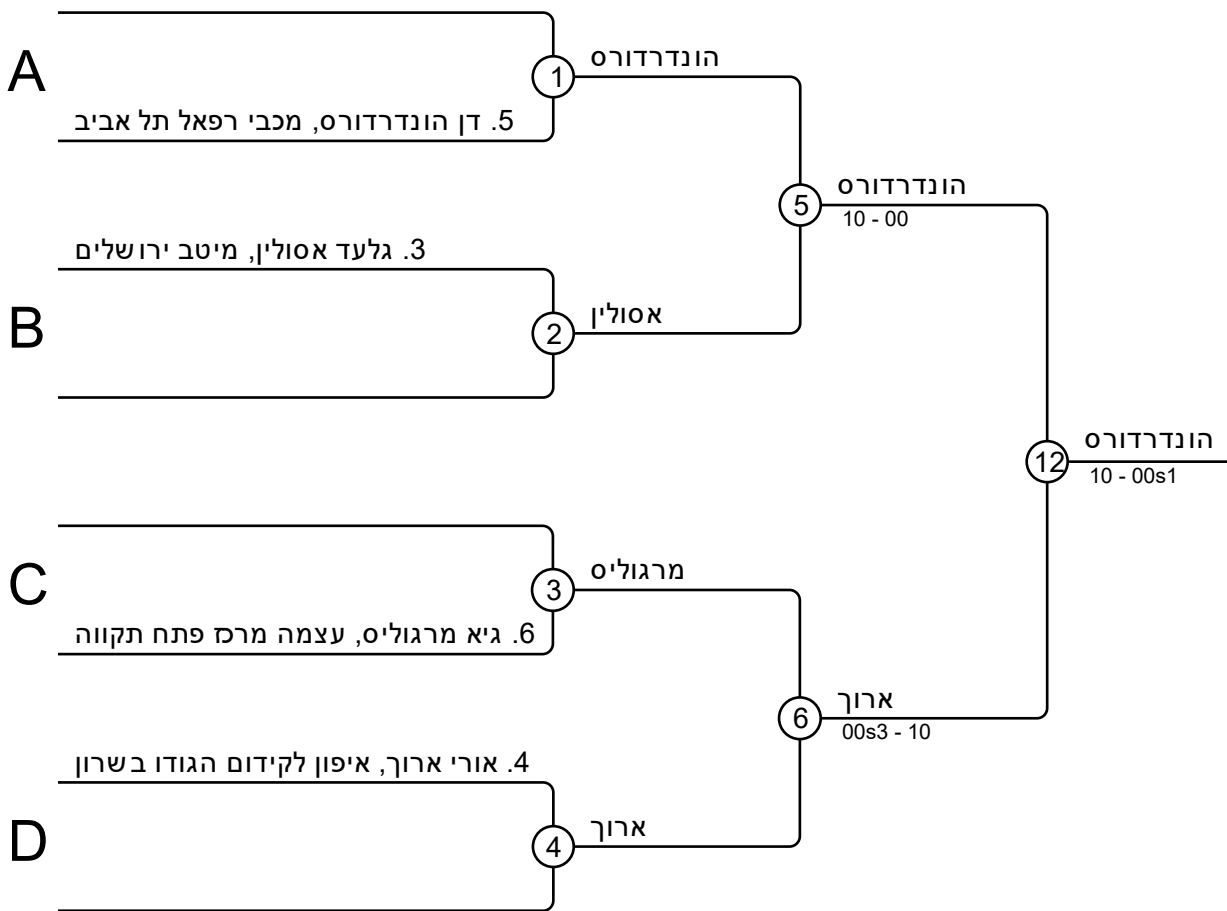 A
1
הונדרדורס
5. דן הונדרדורס, מכבי רפאל תל אביב
5
הונדרדורס
10 - 00
3. גלעד אסולין, מיטב ירושלים
B
2
אסולין
12
הונדרדורס
10 - 00s1
C
3
מרגוליס
6. גיא מרגוליס, עצמה מרכז פתח תקווה
6
ארוך
00s3 - 10
4. אורי ארוך, איפון לקידום הגודו בשרון
D
4
ארוך